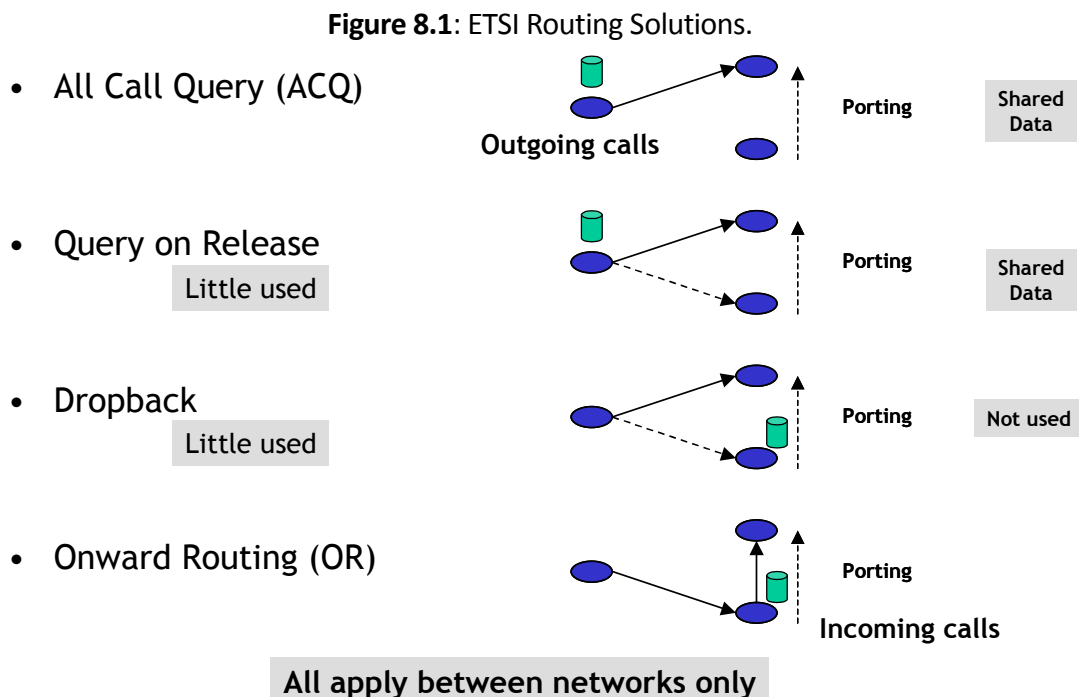 Figure 8.1: ETSI Routing Solutions.
• All Call Query (ACQ)
Outgoing calls
Porting
Shared
Data
• Query on Release
Little used
Porting
Shared
Data
• Dropback
Little used
Porting
Not used
• Onward Routing (OR)
Porting
Incoming calls
All apply between networks only